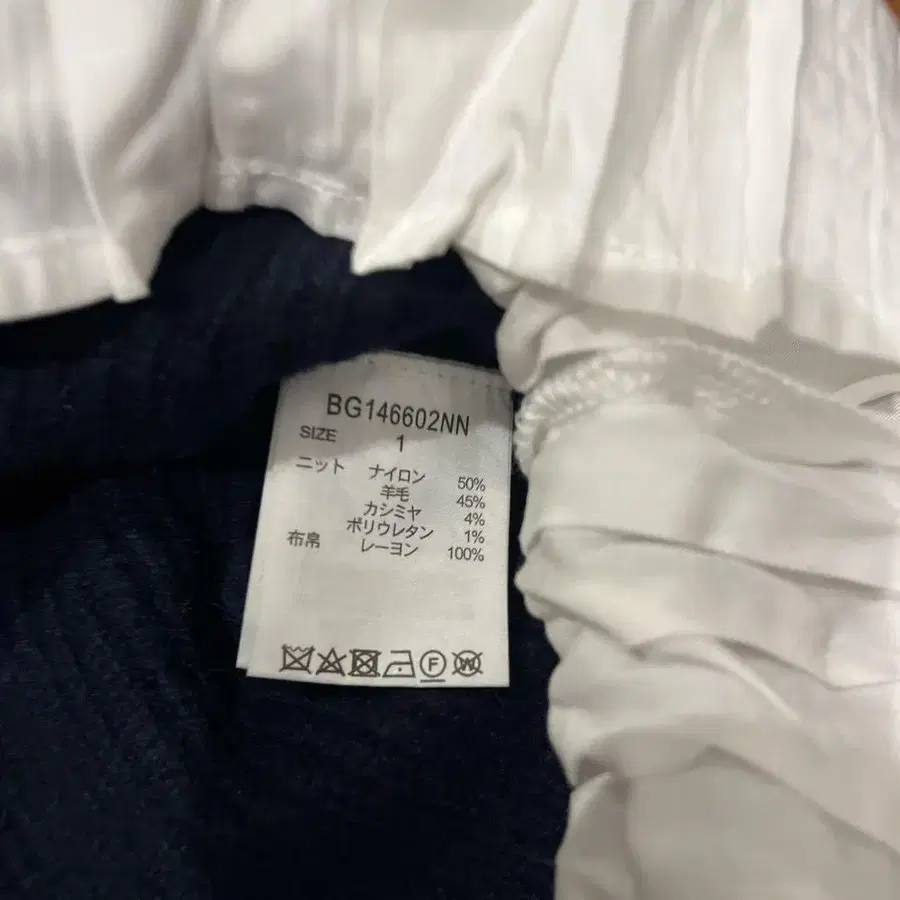 BG146602NN
SIZE 1
ニット ナイロン 50%
羊毛 45%
カシミヤ 4%
ポリウレタン 1%
布帛 レーヨン 100%
F W